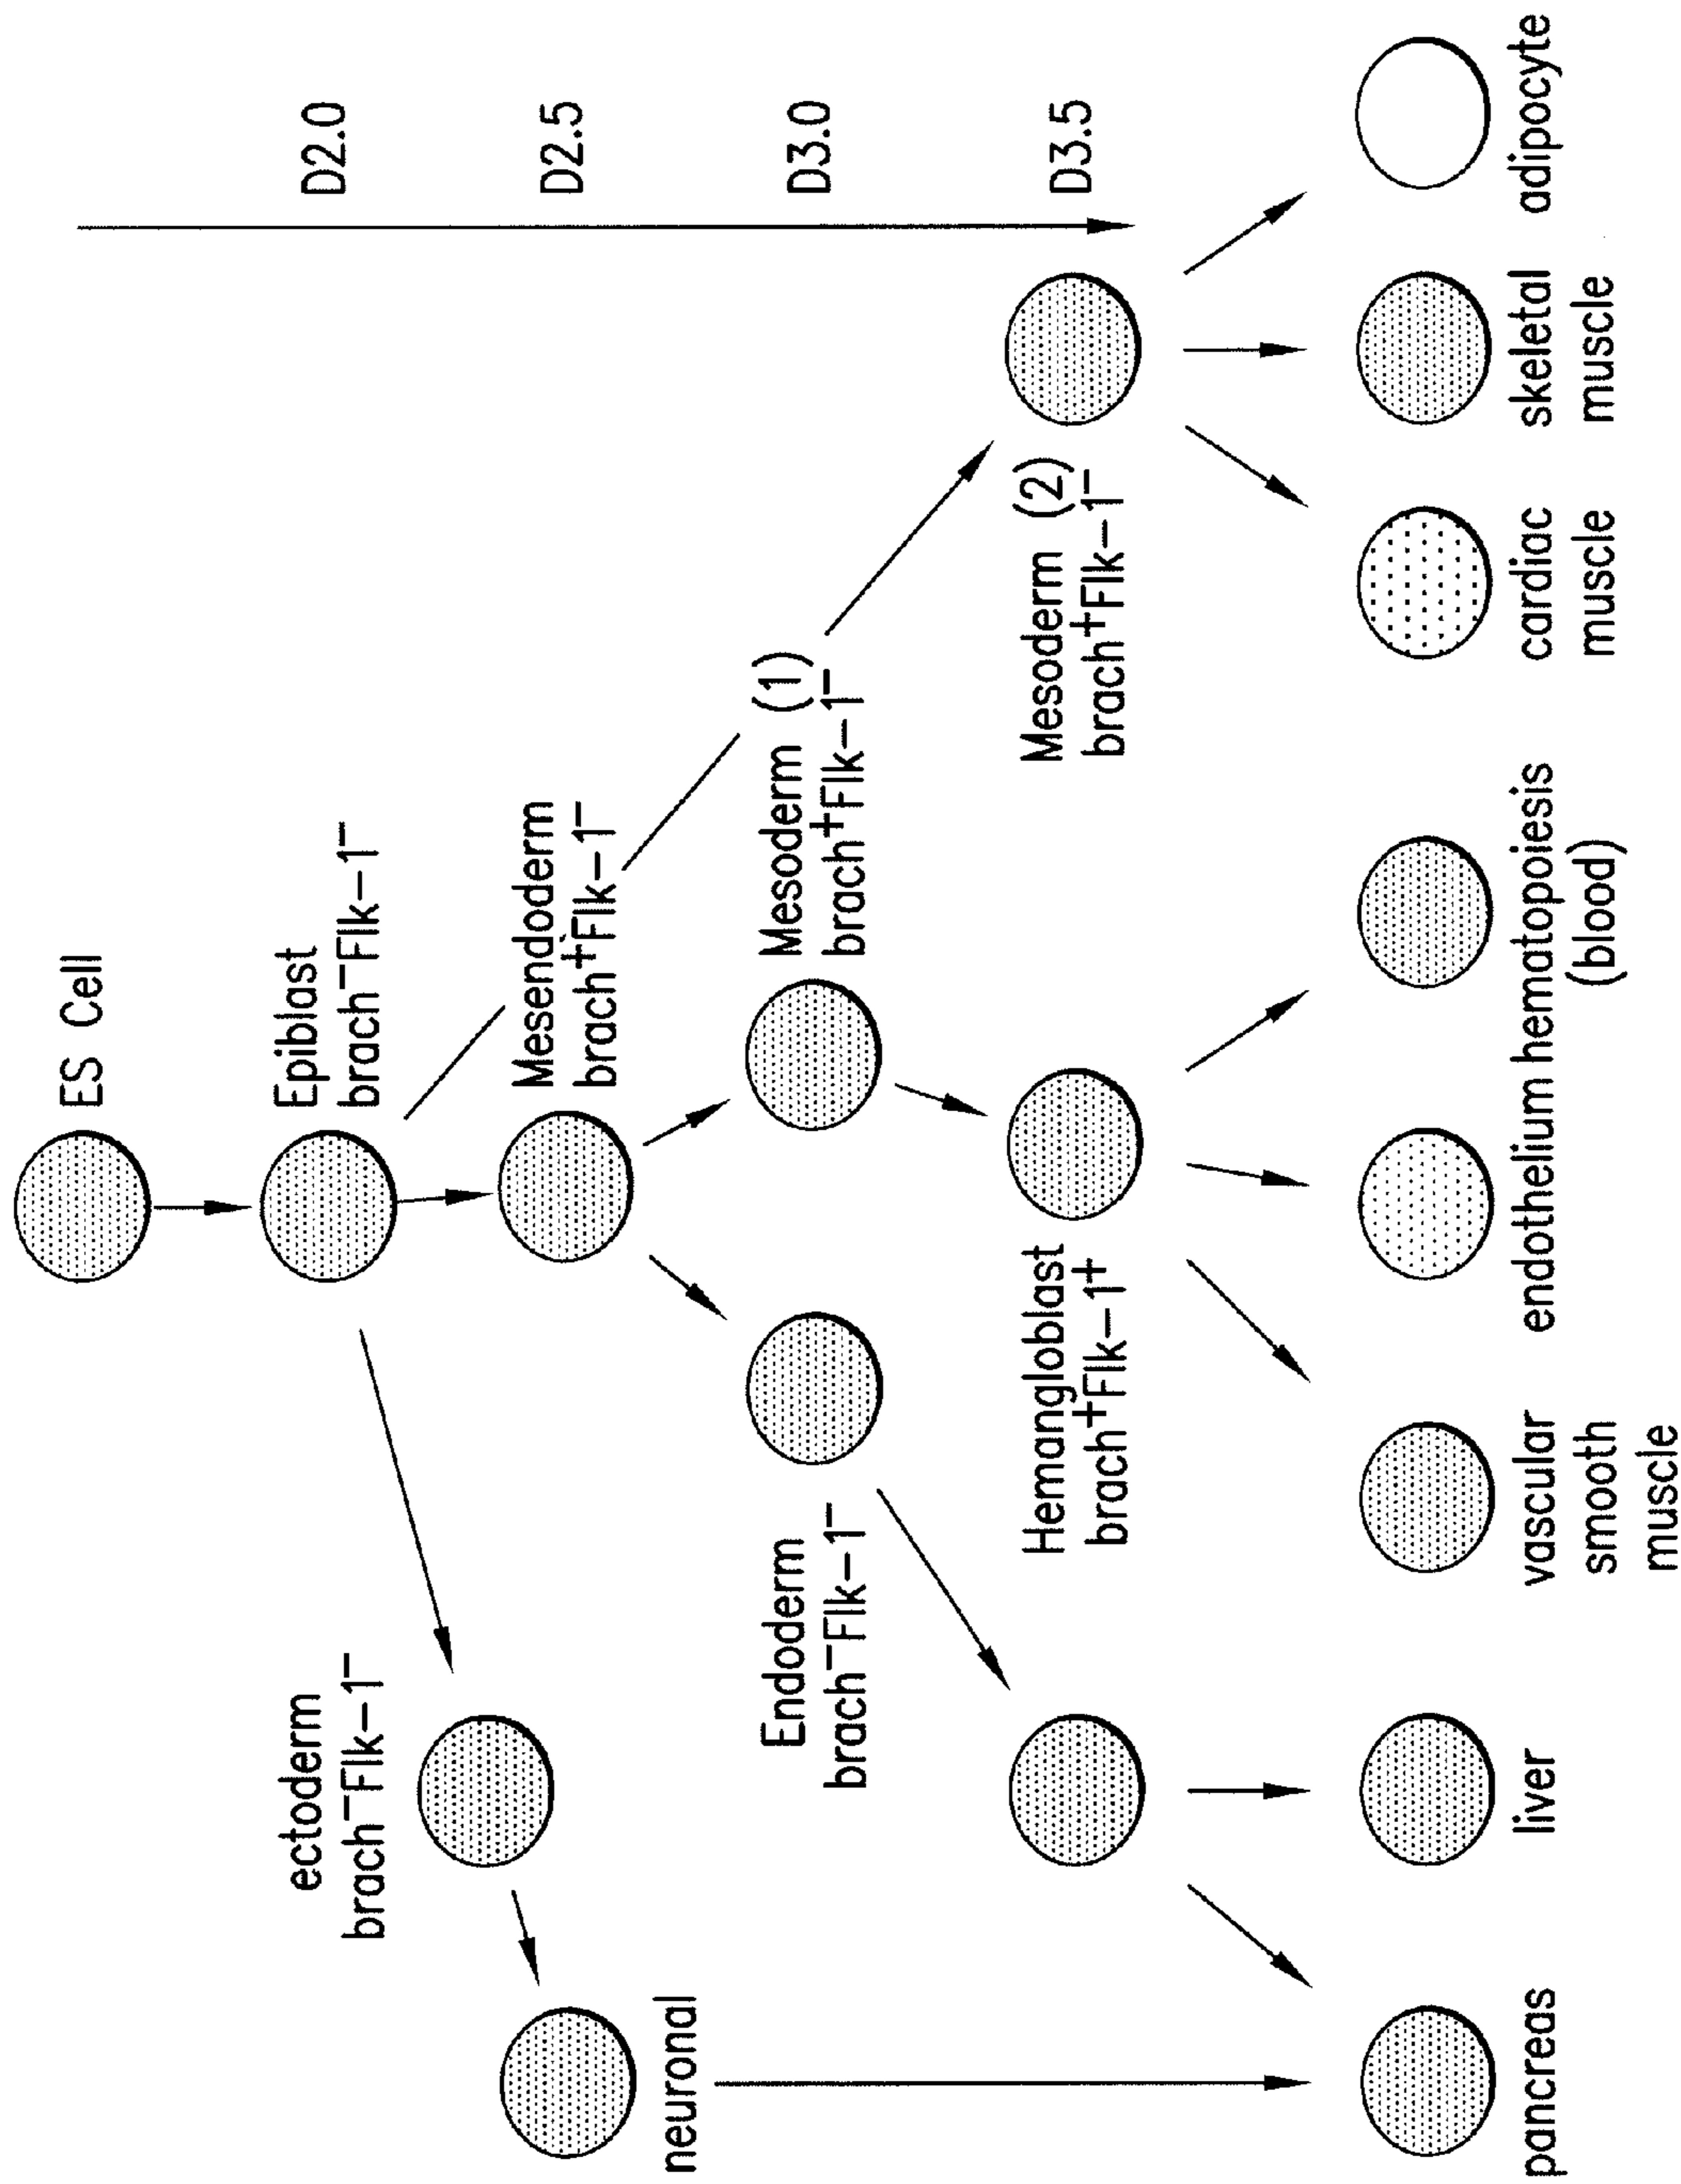 ES Cell
Epiblast
brach⁻Flk-1⁻
D2.0
ectoderm
brach⁻Flk-1⁻
Mesendoderm
brach⁺Flk-1⁻
D2.5
neuronal
Endoderm
brach⁻Flk-1⁻
Mesoderm (1)
brach⁺Flk-1⁻
D3.0
Hemangloblast
brach⁺Flk-1⁺
Mesoderm (2)
brach⁺Flk-1⁻
D3.5
pancreas
liver
vascular
smooth
muscle
endothelium
hematopoiesis
(blood)
cardiac
muscle
skeletal
muscle
adipocyte